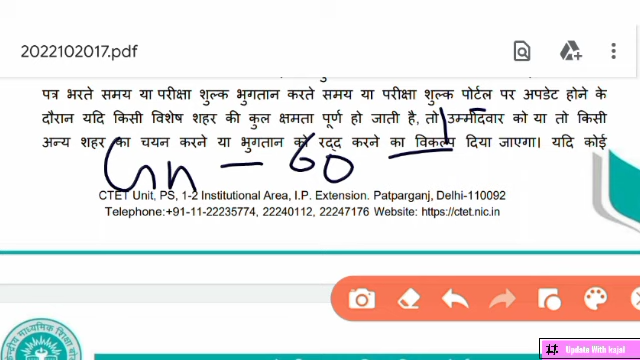 2022102017.pdf
पत्र भरते समय या परीक्षा शुल्क भुगतान करते समय या परीक्षा शुल्क पोर्टल पर अपडेट होने के
दौरान यदि किसी विशेष शहर की कुल क्षमता पूर्ण हो जाती है, तो उम्मीदवार को या तो किसी
अन्य शहर का चयन करने या भुगतान को रद्द करने का विकल्प दिया जाएगा। यदि कोई
Gn - 60
CTET Unit, PS, 1-2 Institutional Area, I.P. Extension. Patparganj, Delhi-110092
Telephone:+91-11-22235774, 22240112, 22247176 Website: https://ctet.nic.in
Update With kajal